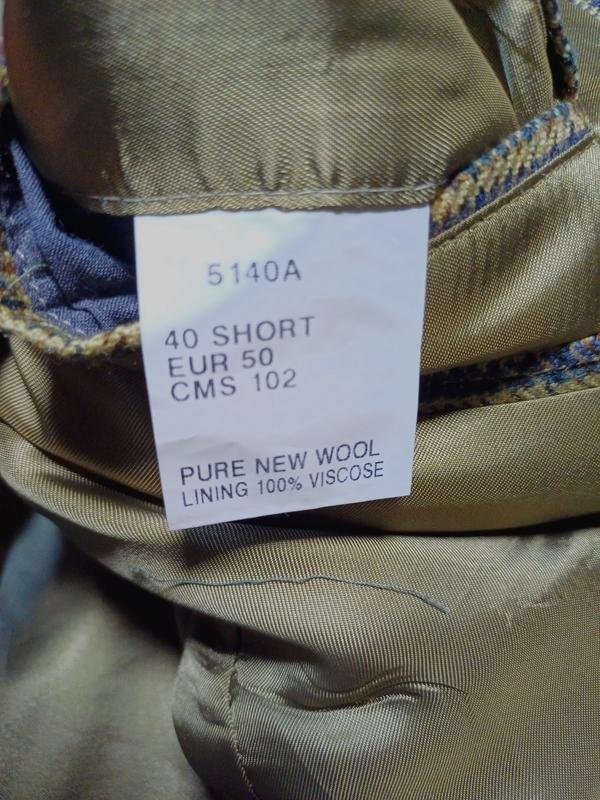 5140A
40 SHORT
EUR 50
CMS 102
PURE NEW WOOL
LINING 100% VISCOSE